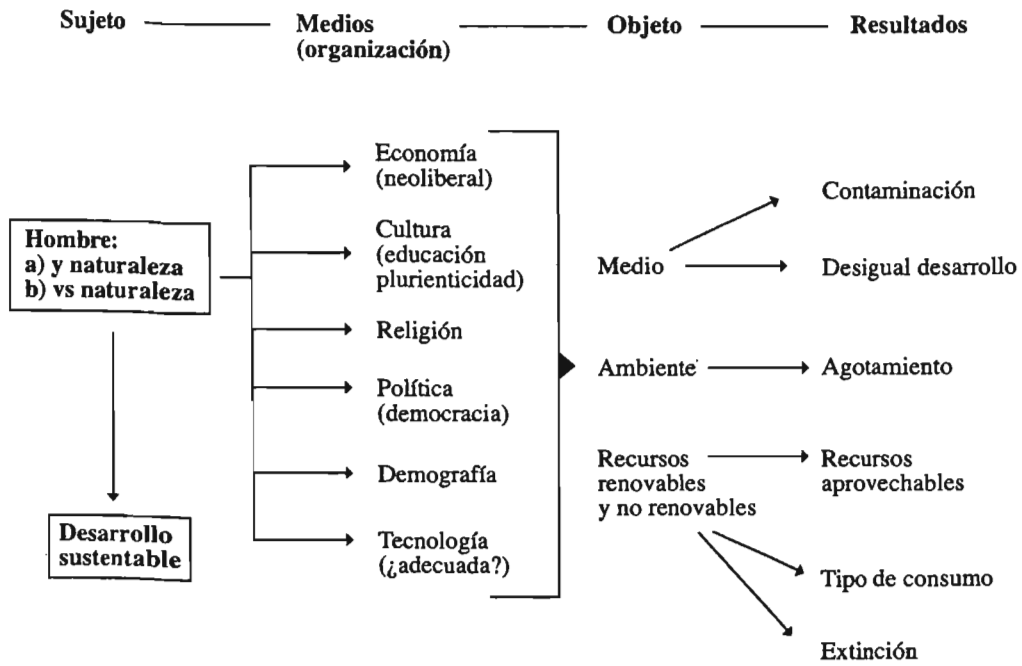 Sujeto
Medios
(organización)
Objeto
Resultados
Hombre:
a) y naturaleza
b) vs naturaleza
Desarrollo
sustentable
Economía
(neoliberal)
Cultura
(educación
plurienticidad)
Religión
Política
(democracia)
Demografía
Tecnología
(¿adecuada?)
Medio
Ambiente
Recursos
renovables
y no renovables
Contaminación
Desigual desarrollo
Agotamiento
Recursos
aprovechables
Tipo de consumo
Extinción